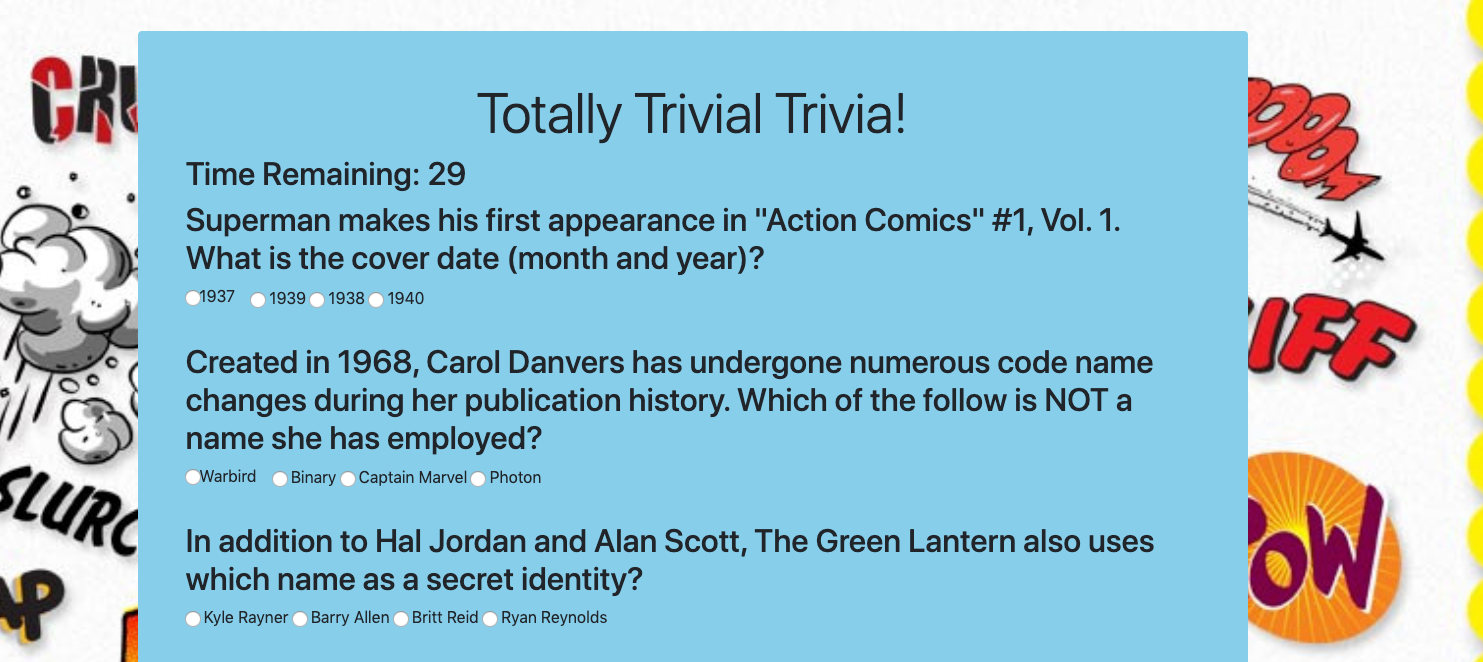 Totally Trivial Trivia!
Time Remaining: 29
Superman makes his first appearance in "Action Comics" #1, Vol. 1.
What is the cover date (month and year)?
1937 1939 1938 1940
Created in 1968, Carol Danvers has undergone numerous code name
changes during her publication history. Which of the follow is NOT a
name she has employed?
Warbird Binary Captain Marvel Photon
In addition to Hal Jordan and Alan Scott, The Green Lantern also uses
which name as a secret identity?
Kyle Rayner Barry Allen Britt Reid Ryan Reynolds